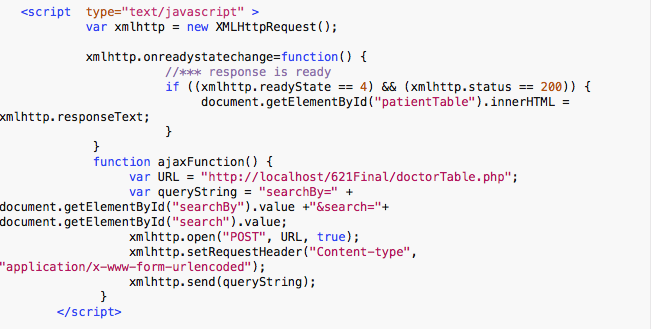 <script  type="text/javascript" >
var xmlhttp = new XMLHttpRequest();
xmlhttp.onreadystatechange=function() {
//*** response is ready
if ((xmlhttp.readyState == 4) && (xmlhttp.status == 200)) {
document.getElementById("patientTable").innerHTML =
xmlhttp.responseText;
}
}
function ajaxFunction() {
var URL = "http://localhost/621Final/doctorTable.php";
var queryString = "searchBy=" +
document.getElementById("searchBy").value +"&search="+
document.getElementById("search").value;
xmlhttp.open("POST", URL, true);
xmlhttp.setRequestHeader("Content-type",
"application/x-www-form-urlencoded");
xmlhttp.send(queryString);
}
</script>